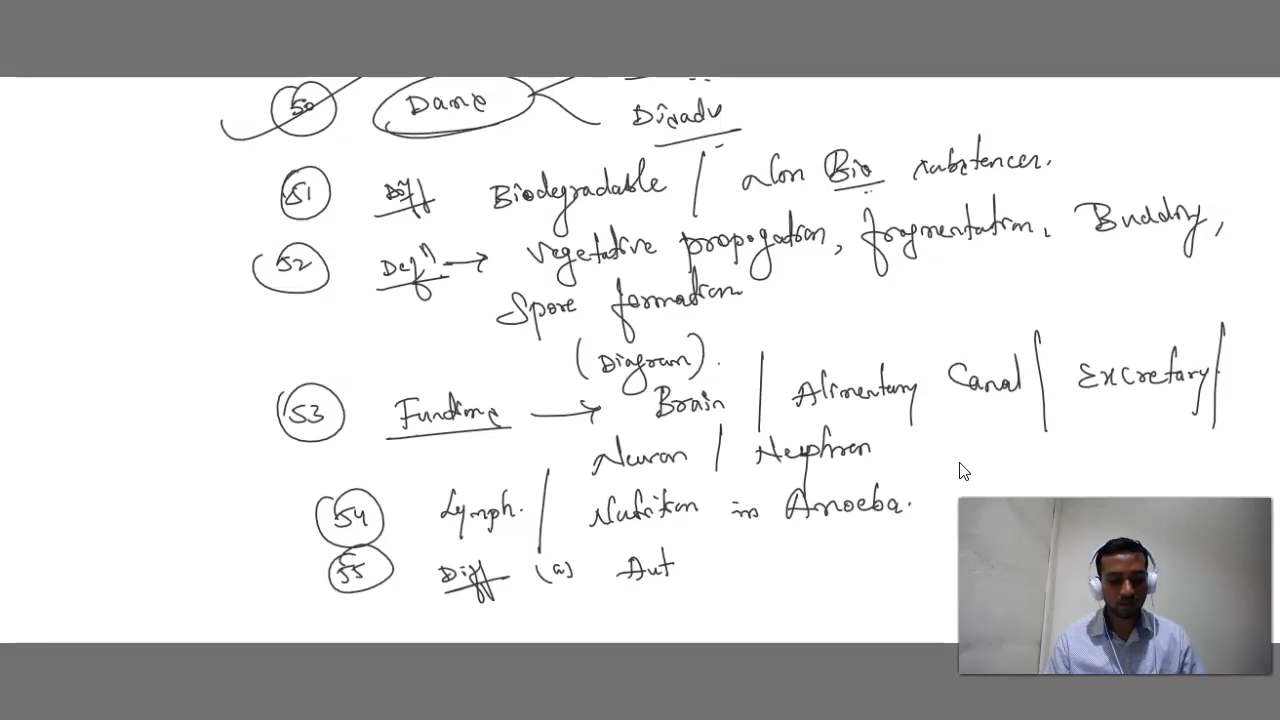 50 Dams
Disadv
51 Diff Biodegradable / Non Bio substances.
52 Defn → Vegetative propogation, fragmentation, Budding,
Spore formation
(Diagram).
53 Functions → Brain / Alimentary Canal / Excretary /
Neuron / Nephron
54 Lymph. / Nutrition in Amoeba.
55 Diff (a) Aut